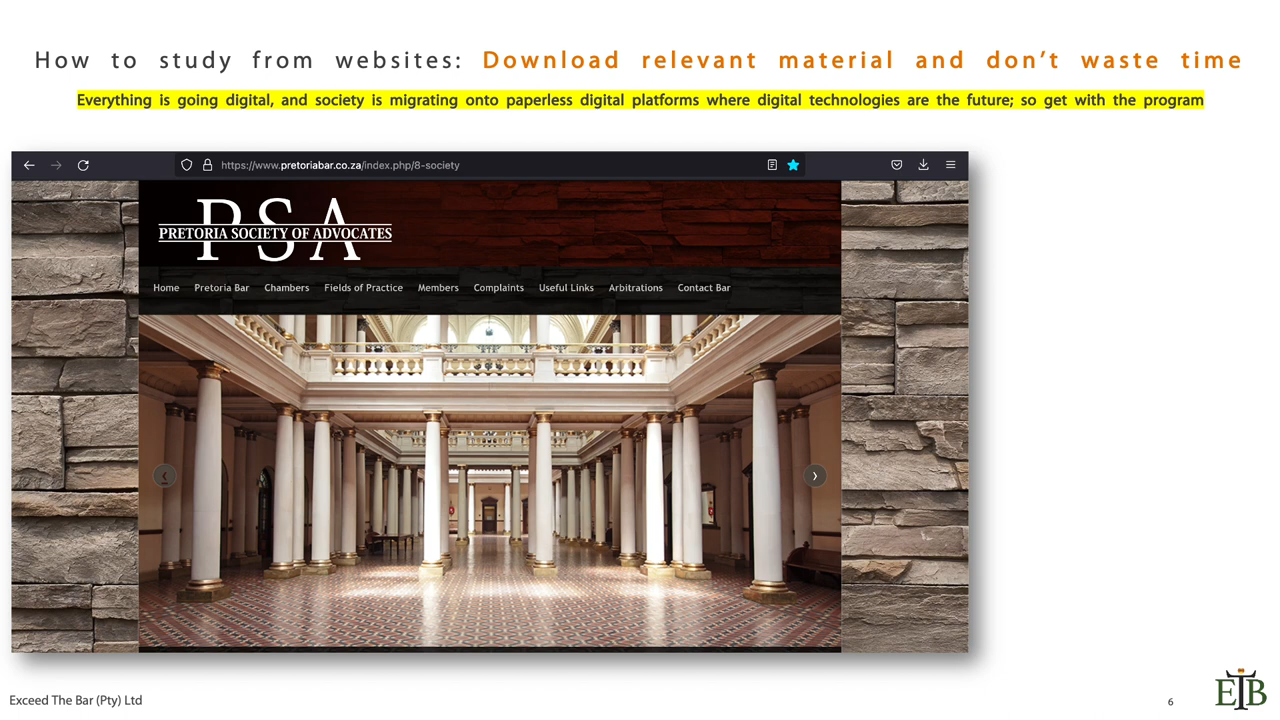 How to study from websites: Download relevant material and don’t waste time
Everything is going digital, and society is migrating onto paperless digital platforms where digital technologies are the future; so get with the program
https://www.pretoriabar.co.za/index.php/8-society
PSA
PRETORIA SOCIETY OF ADVOCATES
Home Pretoria Bar Chambers Fields of Practice Members Complaints Useful Links Arbitrations Contact Bar
Exceed The Bar (Pty) Ltd
6
ETB